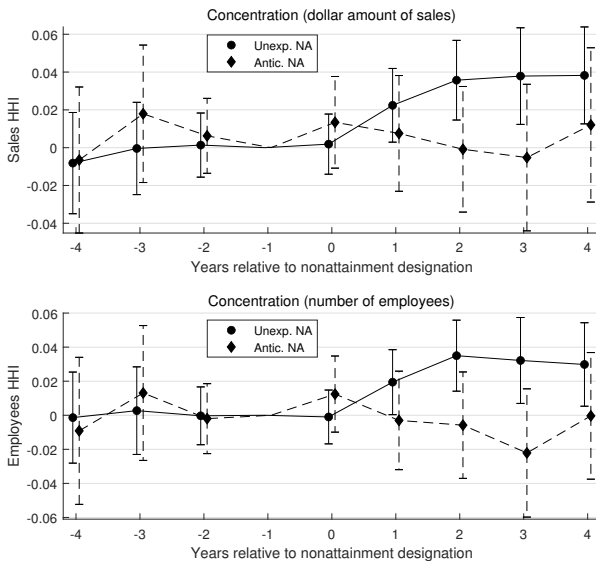 Concentration (dollar amount of sales)
0.06
0.04
0.02
0
-0.02
-0.04
Sales HHI
Unexp. NA
Antic. NA
-4 -3 -2 -1 0 1 2 3 4
Years relative to nonattainment designation
Concentration (number of employees)
0.06
0.04
0.02
0
-0.02
-0.04
-0.06
Employees HHI
Unexp. NA
Antic. NA
-4 -3 -2 -1 0 1 2 3 4
Years relative to nonattainment designation